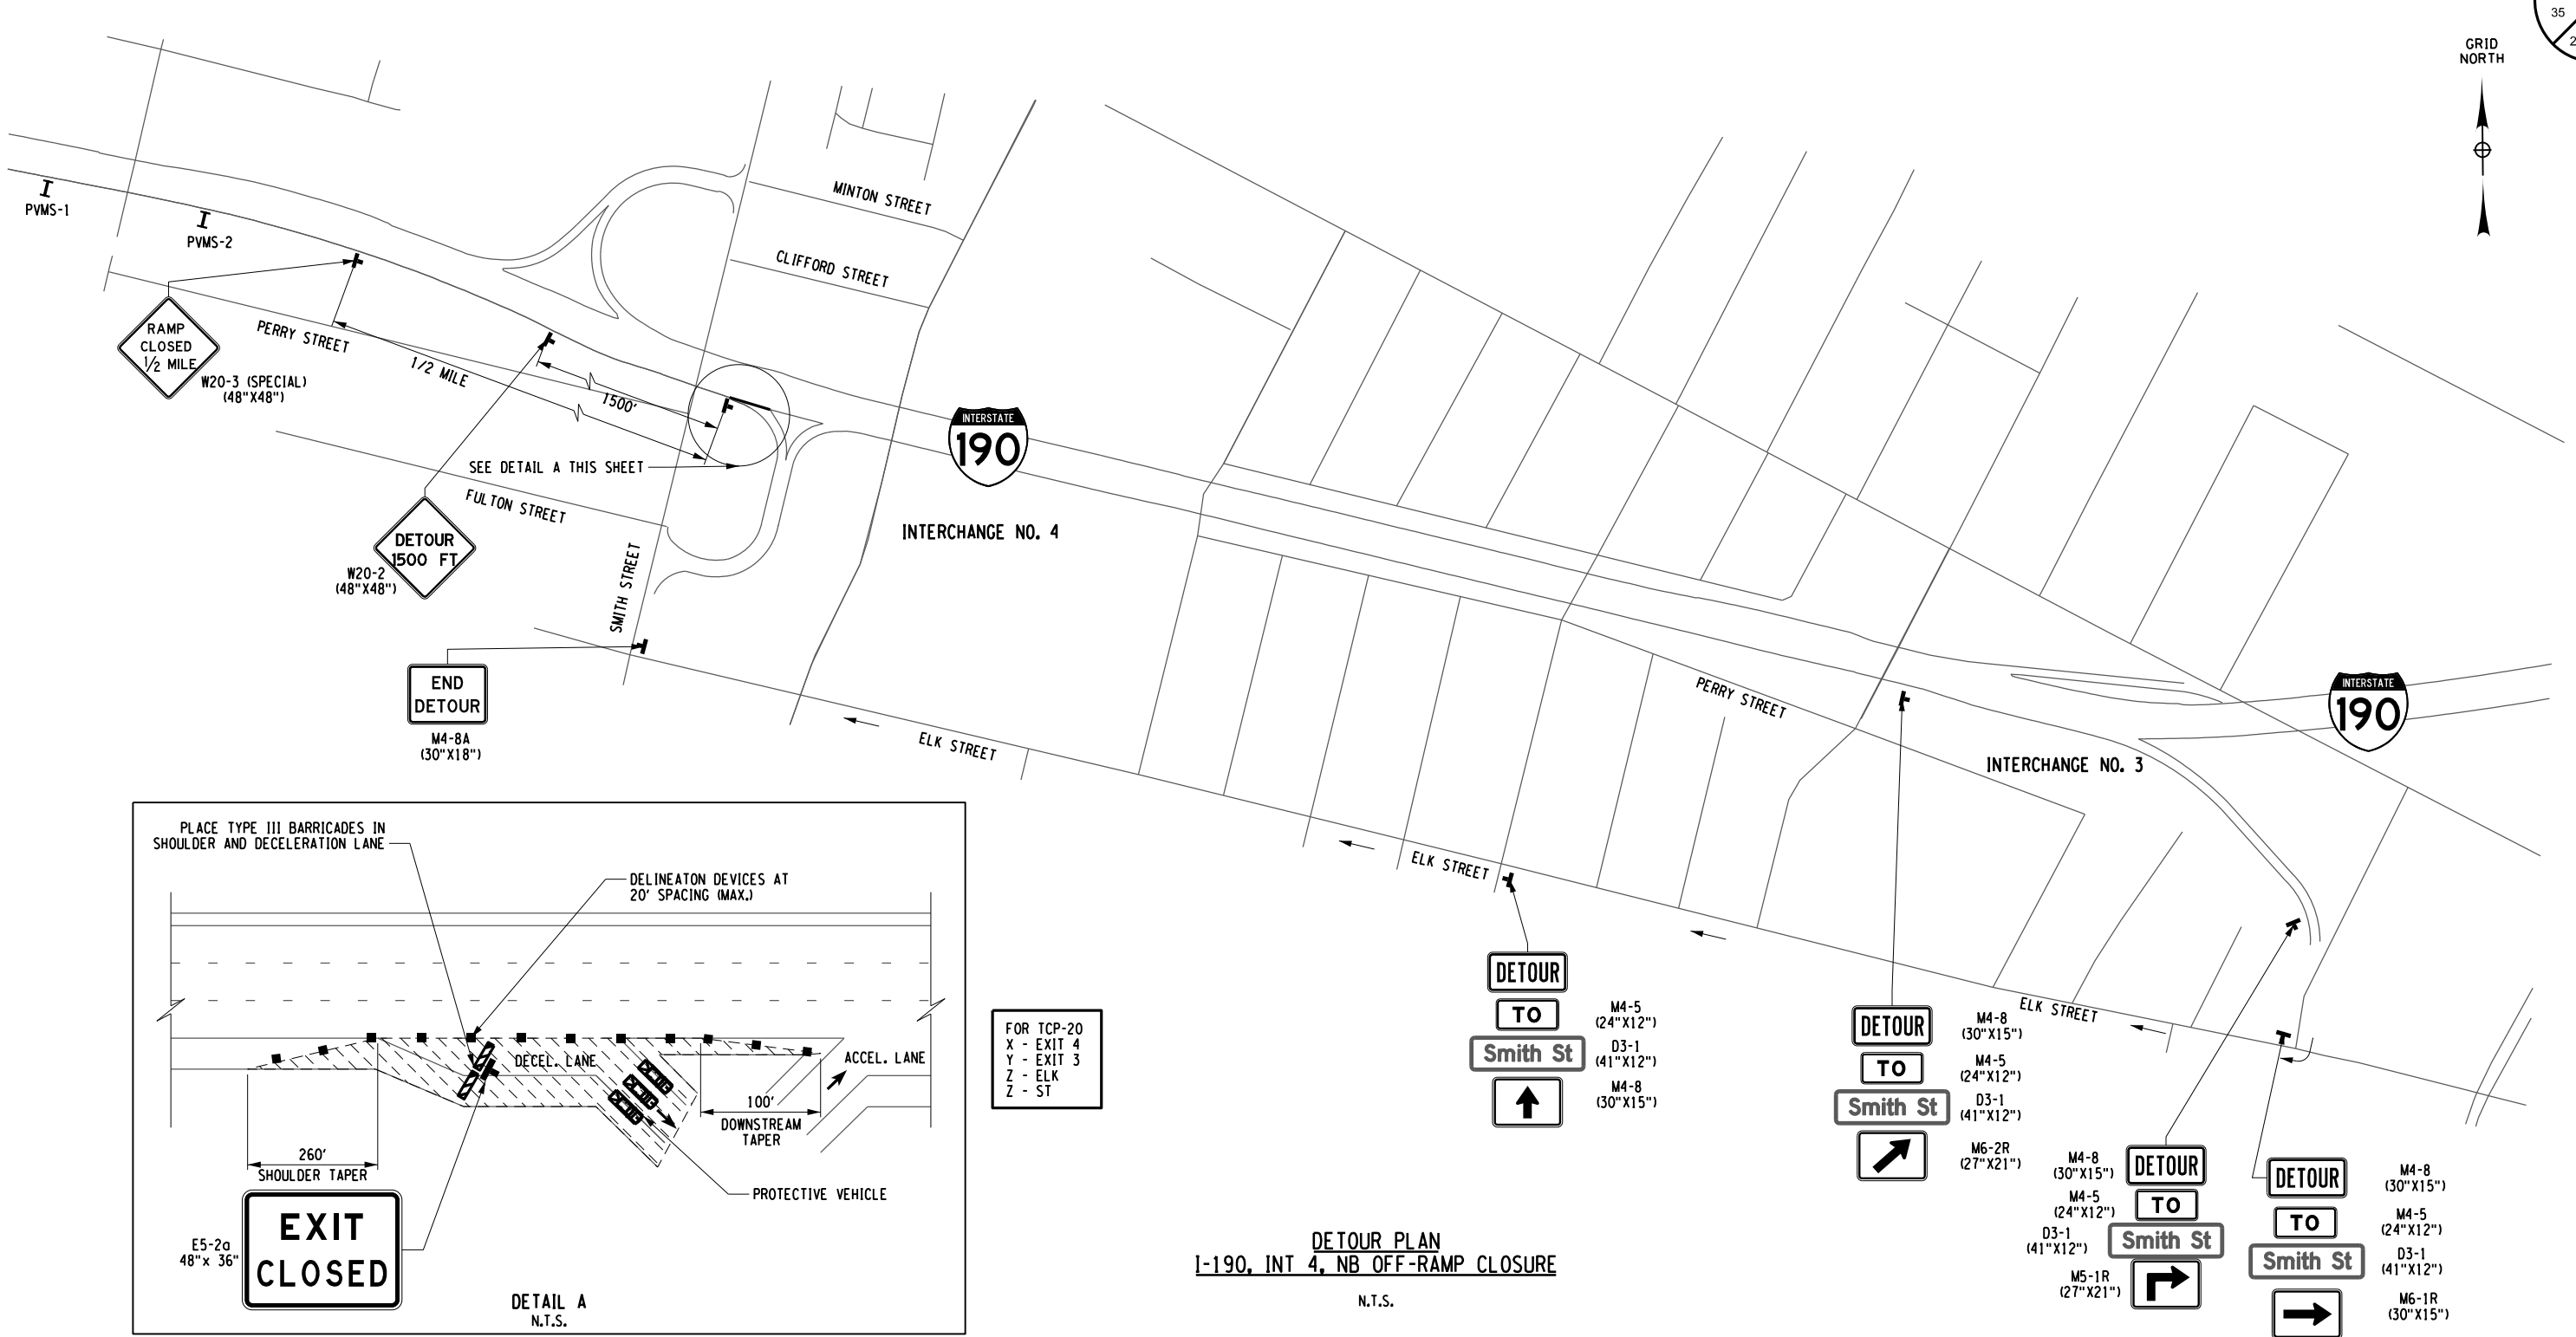 35
2
GRID
NORTH
MINTON STREET
CLIFFORD STREET
PVMS-1
PVMS-2
RAMP
CLOSED
1/2 MILE
W20-3 (SPECIAL)
(48"X48")
PERRY STREET
1/2 MILE
1500'
SEE DETAIL A THIS SHEET
FULTON STREET
INTERSTATE
190
INTERCHANGE NO. 4
DETOUR
1500 FT
W20-2
(48"X48")
SMITH STREET
END
DETOUR
M4-8A
(30"X18")
ELK STREET
PERRY STREET
INTERSTATE
190
INTERCHANGE NO. 3
ELK STREET
ELK STREET
PLACE TYPE III BARRICADES IN
SHOULDER AND DECELERATION LANE
DELINEATON DEVICES AT
20' SPACING (MAX.)
DECEL. LANE
ACCEL. LANE
100'
DOWNSTREAM
TAPER
260'
SHOULDER TAPER
PROTECTIVE VEHICLE
EXIT
CLOSED
E5-2a
48"x 36"
DETAIL A
N.T.S.
FOR TCP-20
X - EXIT 4
Y - EXIT 3
Z - ELK
Z - ST
DETOUR
TO
Smith St
M4-5
(24"X12")
D3-1
(41"X12")
M4-8
(30"X15")
DETOUR
TO
Smith St
M4-8
(30"X15")
M4-5
(24"X12")
D3-1
(41"X12")
M6-2R
(27"X21")
M4-8
(30"X15")
M4-5
(24"X12")
D3-1
(41"X12")
M5-1R
(27"X21")
DETOUR
TO
Smith St
DETOUR
TO
Smith St
M4-8
(30"X15")
M4-5
(24"X12")
D3-1
(41"X12")
M6-1R
(30"X15")
DETOUR PLAN
I-190, INT 4, NB OFF-RAMP CLOSURE
N.T.S.